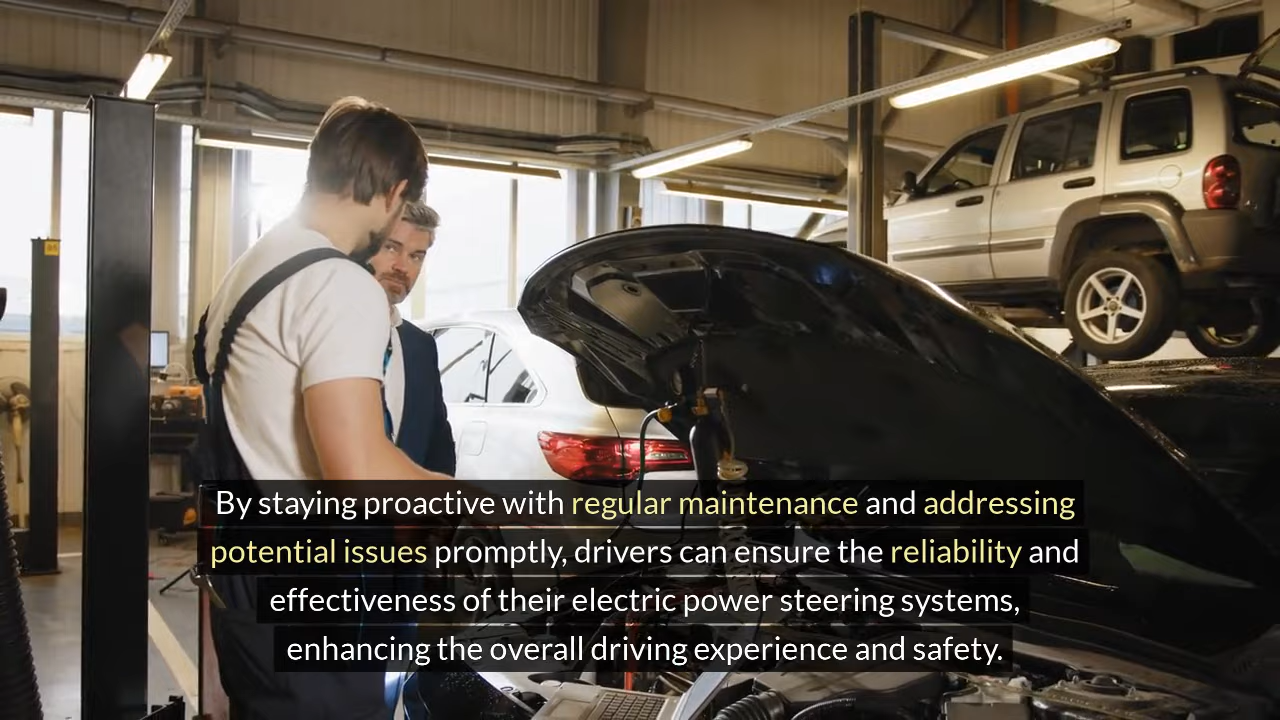 By staying proactive with regular maintenance and addressing
potential issues promptly, drivers can ensure the reliability and
effectiveness of their electric power steering systems,
enhancing the overall driving experience and safety.